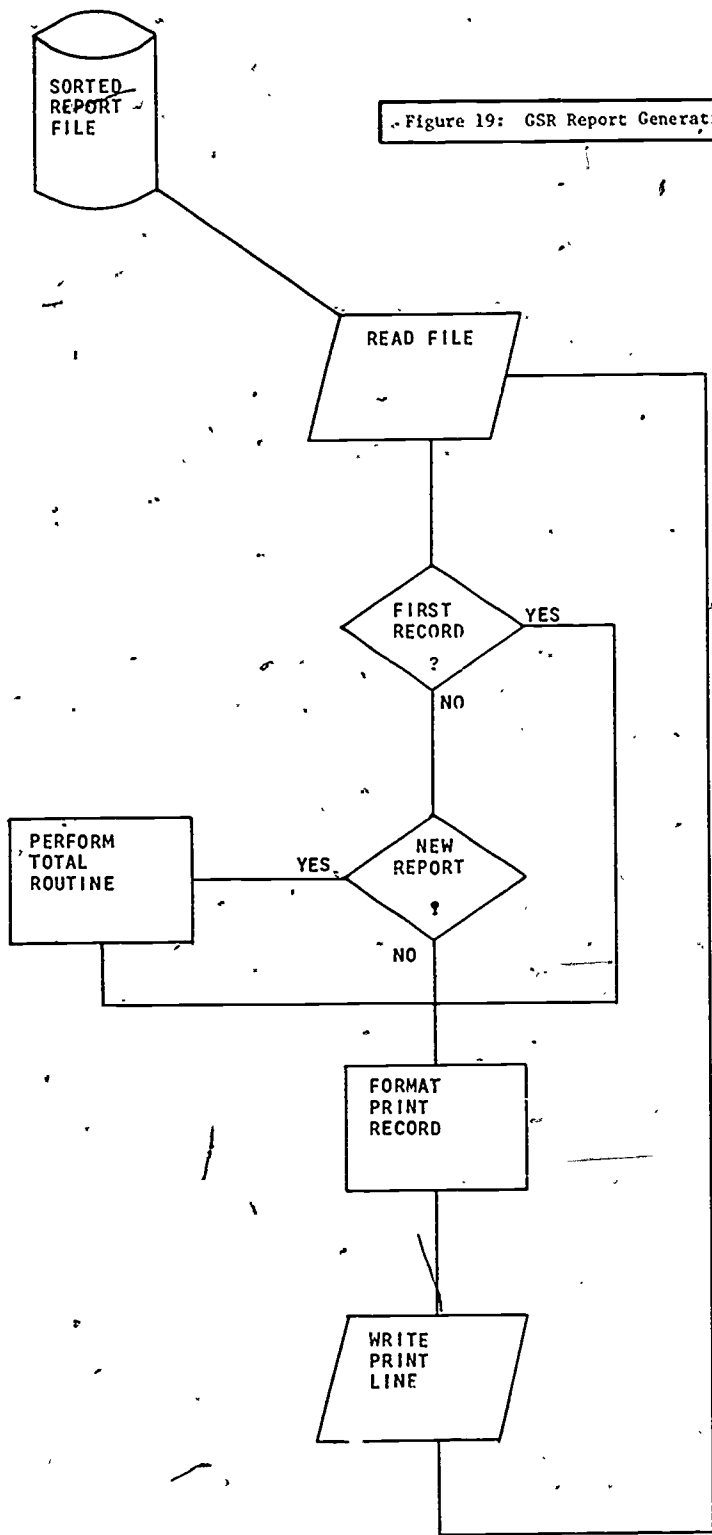 SORTED
REPORT
FILE
Figure 19: GSR Report Generat
READ FILE
FIRST
RECORD
?
YES
NO
PERFORM
TOTAL
ROUTINE
YES
NEW
REPORT
?
NO
FORMAT
PRINT
RECORD
WRITE
PRINT
LINE